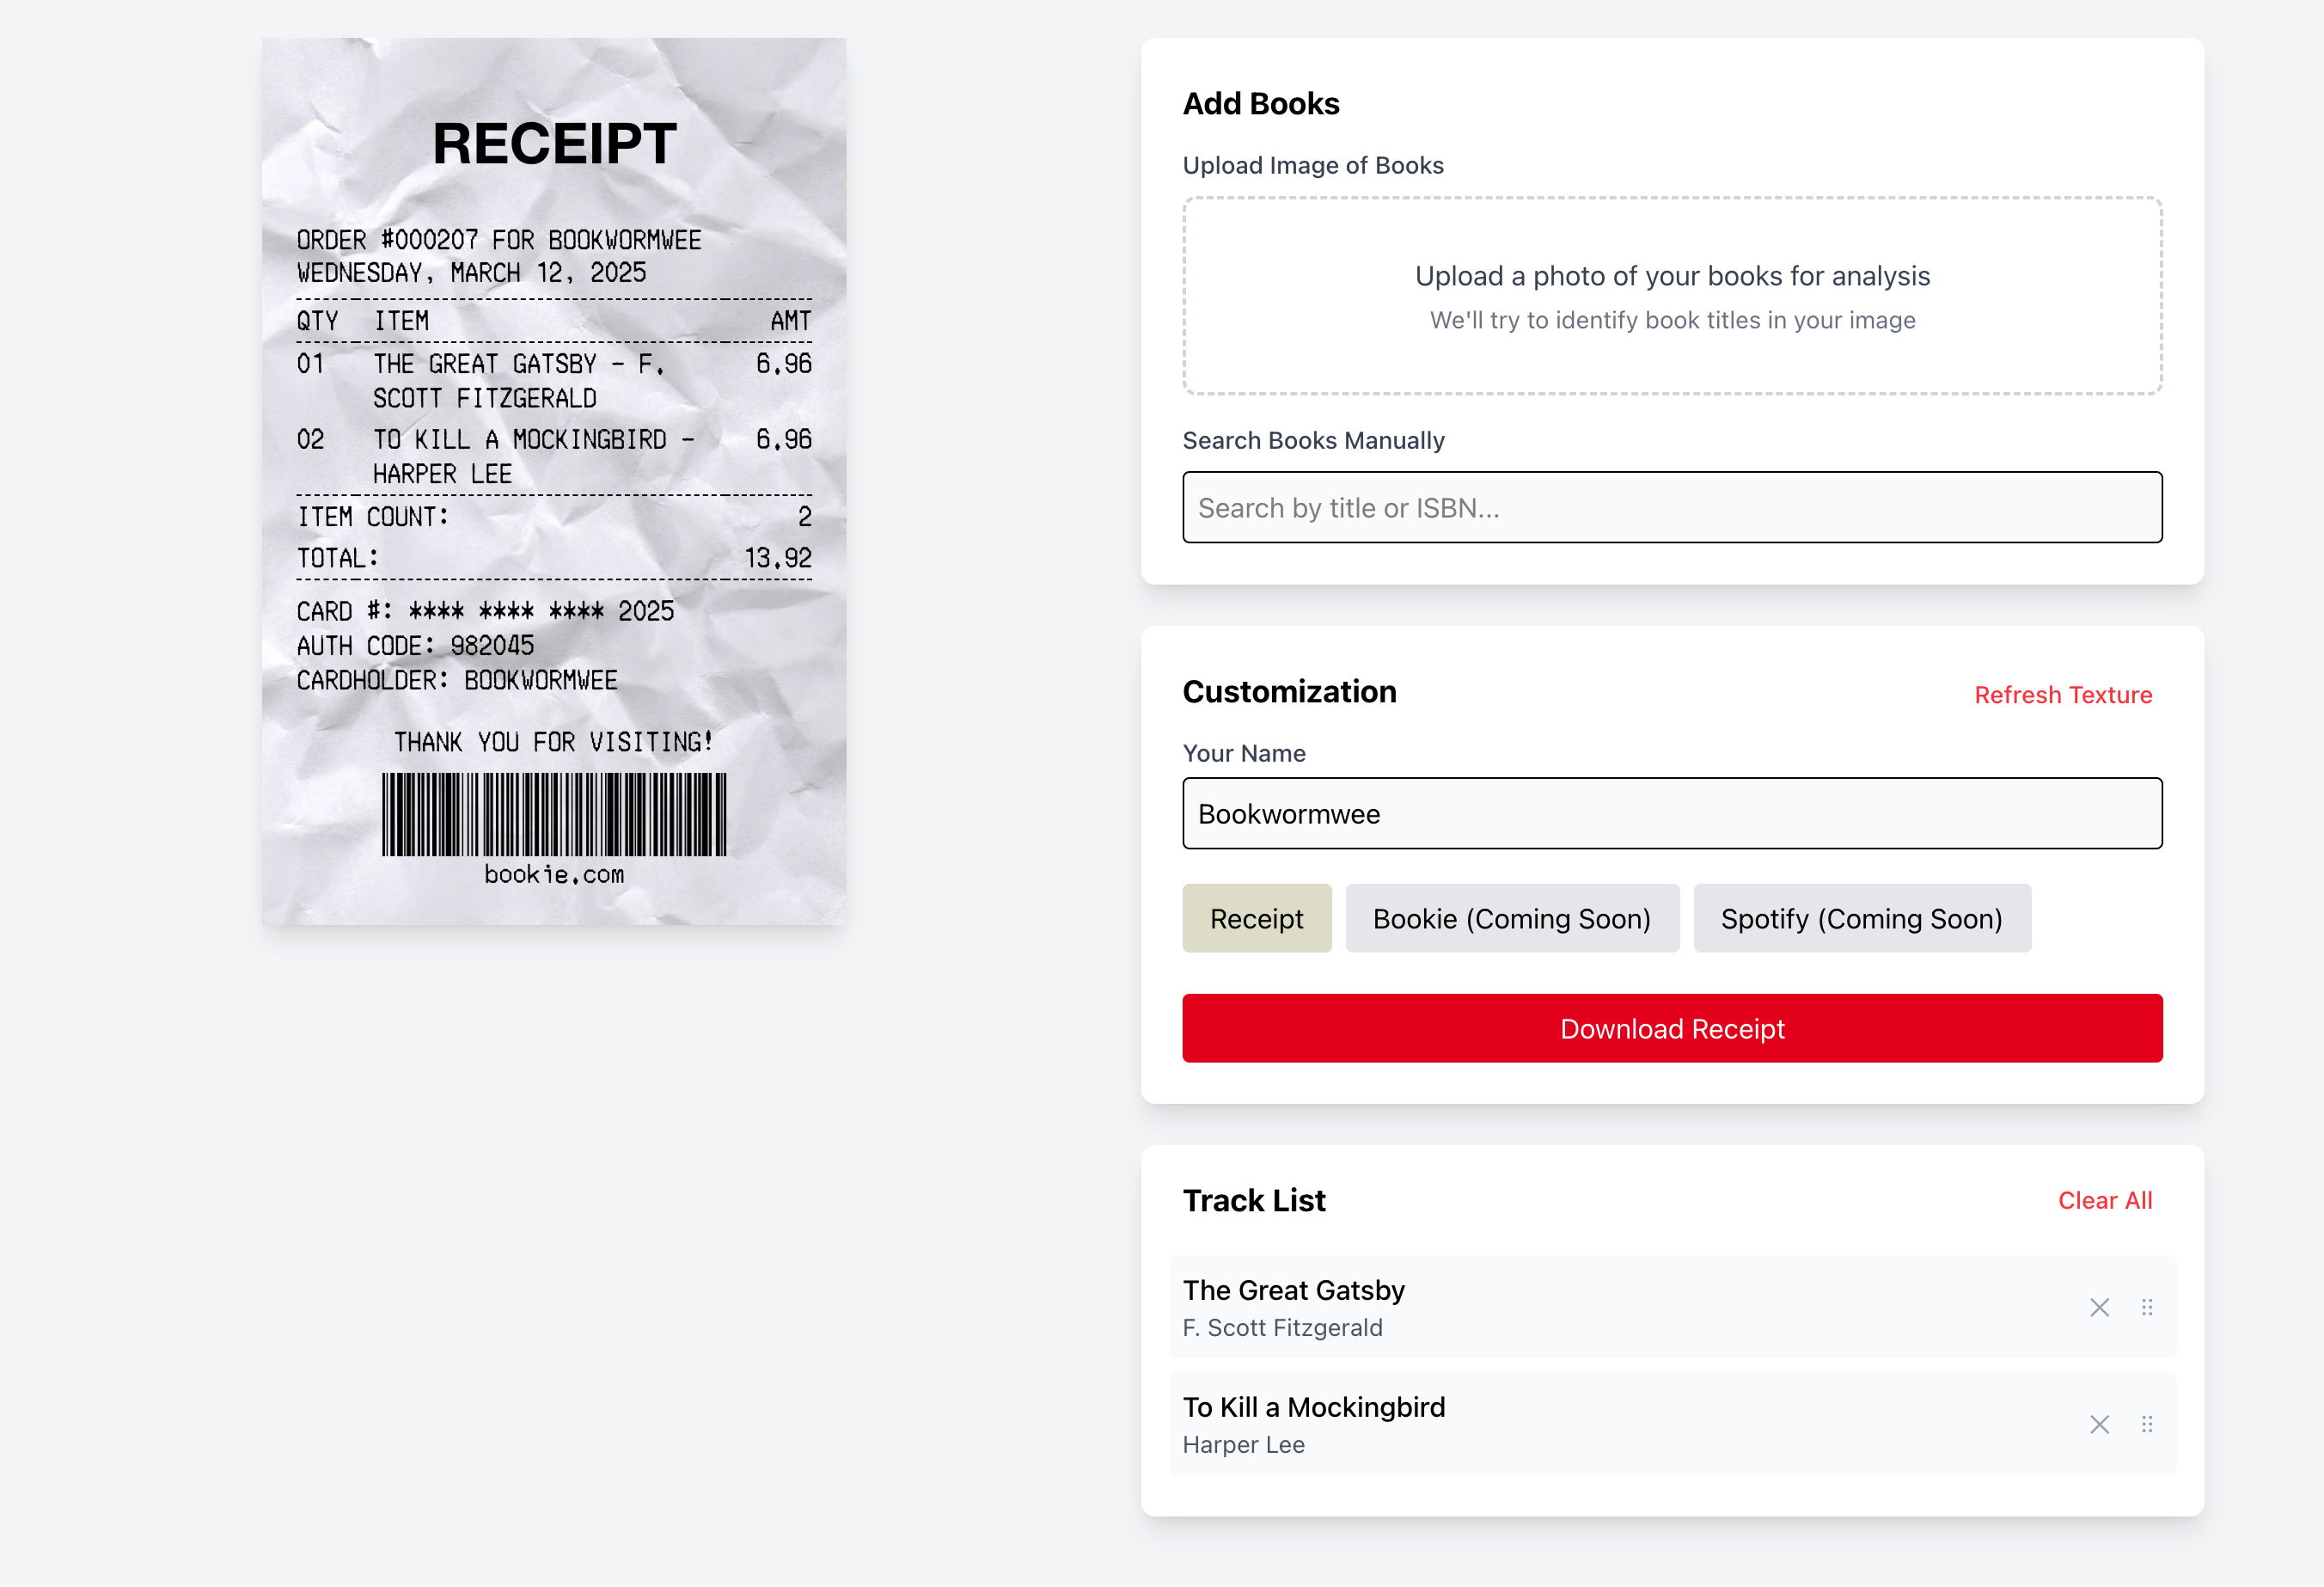 RECEIPT
ORDER #000207 FOR BOOKWORMWEE
WEDNESDAY, MARCH 12, 2025
QTY ITEM AMT
01 THE GREAT GATSBY - F. 6.96
SCOTT FITZGERALD
02 TO KILL A MOCKINGBIRD - 6.96
HARPER LEE
ITEM COUNT: 2
TOTAL: 13.92
CARD #: **** **** **** 2025
AUTH CODE: 982045
CARDHOLDER: BOOKWORMWEE
THANK YOU FOR VISITING!
bookie.com
Add Books
Upload Image of Books
Upload a photo of your books for analysis
We'll try to identify book titles in your image
Search Books Manually
Search by title or ISBN...
Customization
Refresh Texture
Your Name
Bookwormwee
Receipt
Bookie (Coming Soon)
Spotify (Coming Soon)
Download Receipt
Track List
Clear All
The Great Gatsby
F. Scott Fitzgerald
To Kill a Mockingbird
Harper Lee